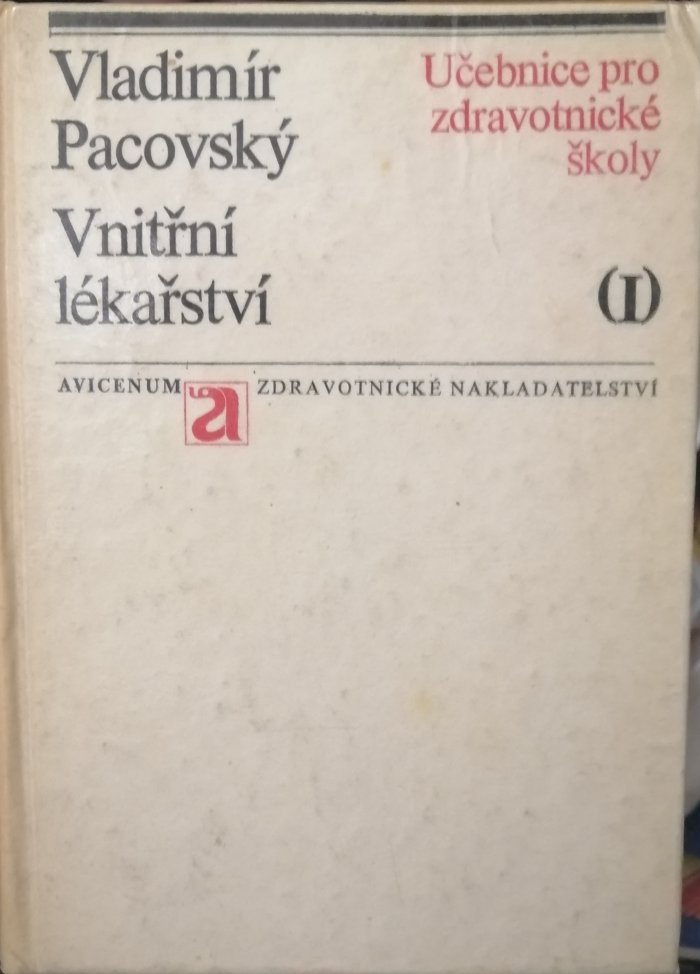 Vladimír
Pacovský
Učebnice pro
zdravotnické
školy
Vnitřní
lékařství
(I)
AVICENUM a ZDRAVOTNICKÉ NAKLADATELSTVÍ